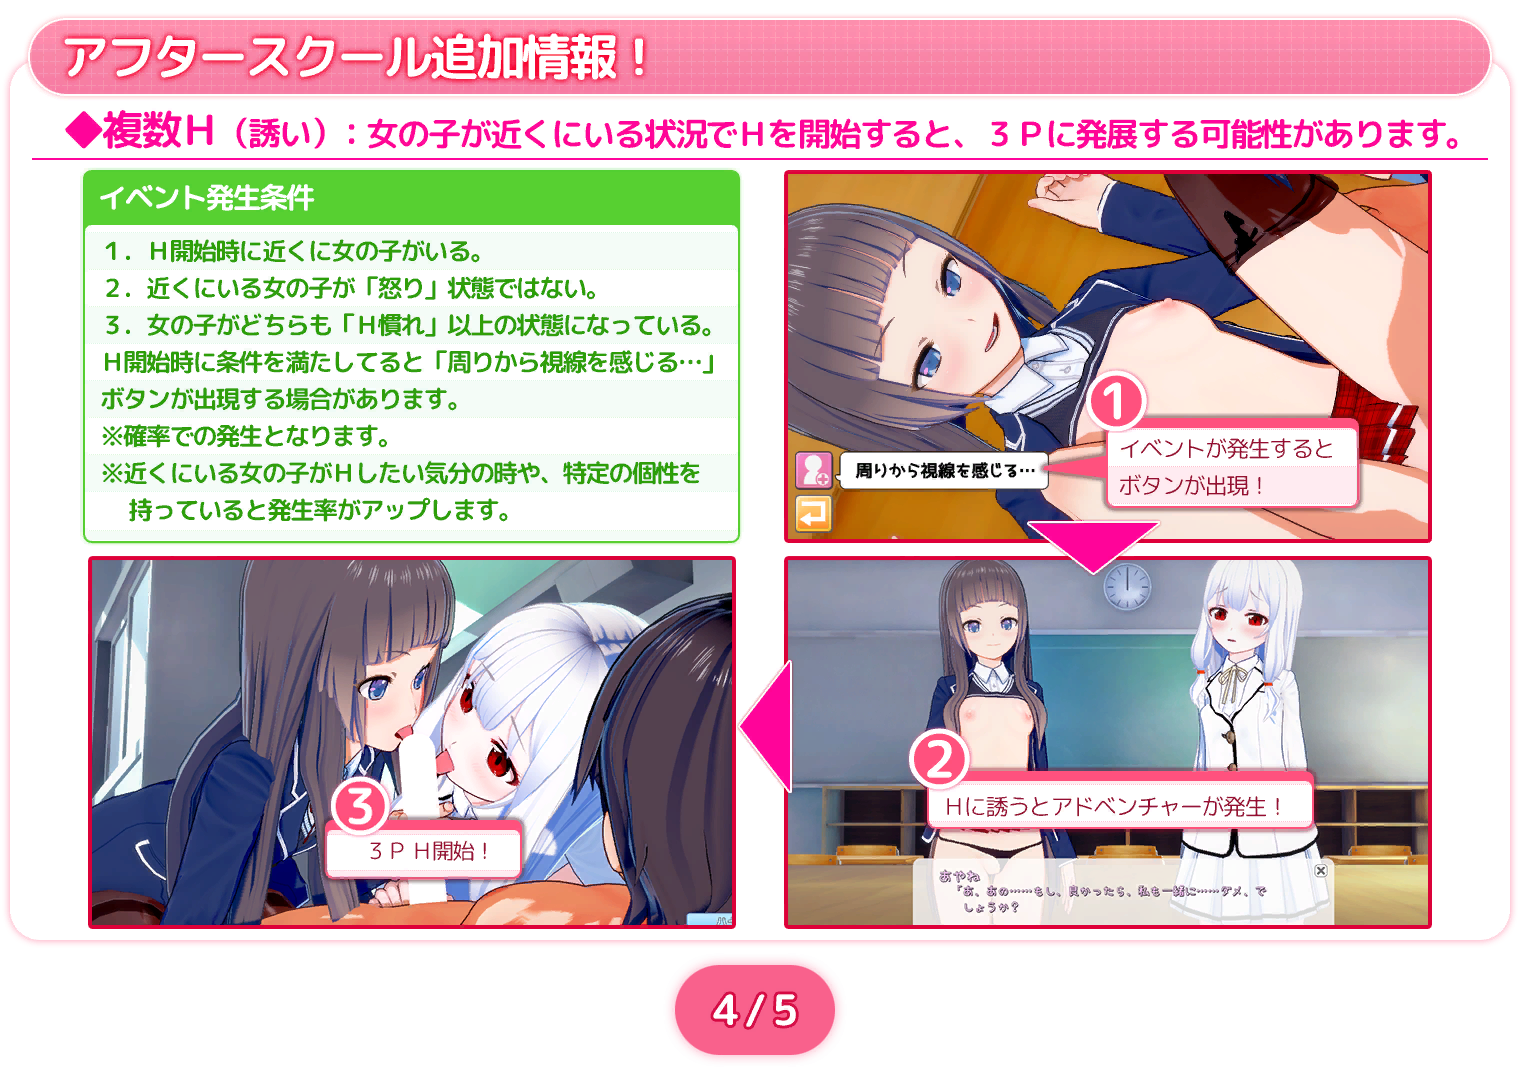 アフタースクール追加情報！
◆複数Ｈ（誘い）：女の子が近くにいる状況でＨを開始すると、３Ｐに発展する可能性があります。
イベント発生条件
１．Ｈ開始時に近くに女の子がいる。
２．近くにいる女の子が「怒り」状態ではない。
３．女の子がどちらも「Ｈ慣れ」以上の状態になっている。
Ｈ開始時に条件を満たしてると「周りから視線を感じる…」
ボタンが出現する場合があります。
※確率での発生となります。
※近くにいる女の子がＨしたい気分の時や、特定の個性を
持っていると発生率がアップします。
1
イベントが発生すると
ボタンが出現！
周りから視線を感じる…
2
Ｈに誘うとアドベンチャーが発生！
あやね
「あ、あの……もし、良かったら、私も一緒に……ダメ、で
しょうか？
3
３Ｐ Ｈ開始！
4/5